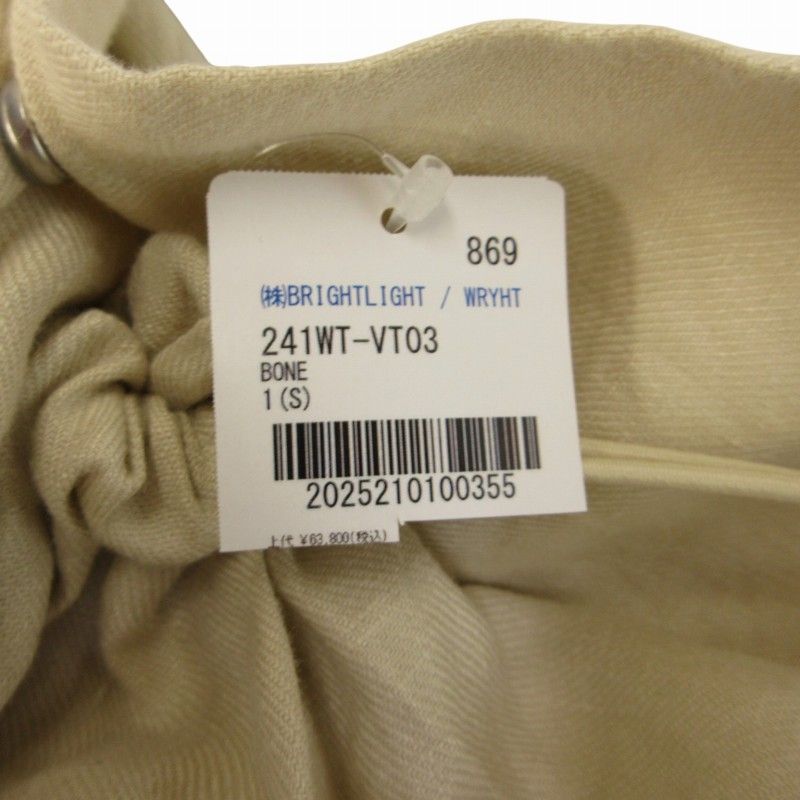 869
㈱BRIGHTLIGHT / WRYHT
241WT-VT03
BONE
1(S)
2025210100355
上代 ¥63,800(税込)